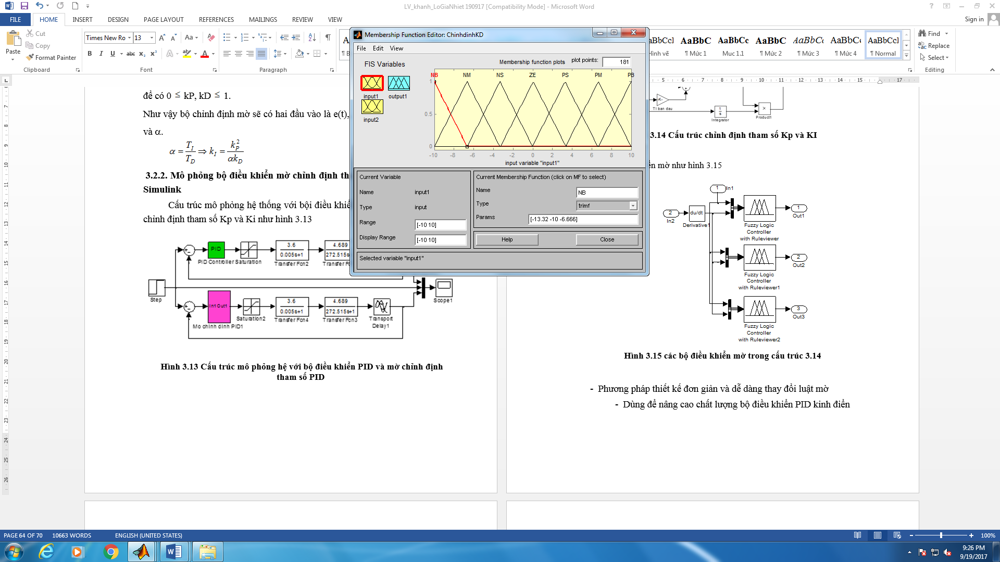 LV_khanh_LoGiaNhiet 190917 [Compatibility Mode] - Microsoft Word
FILE HOME INSERT DESIGN PAGE LAYOUT REFERENCES MAILINGS REVIEW VIEW
Sign in
Paste
Cut
Copy
Format Painter
Clipboard
Times New Ro 13
Font
Paragraph
Hình vẽ
¶ Mức 1
Muc 1.1
¶ Mức 2
¶ Mức 3
¶ Mức 4
¶ Normal
Find
Replace
Select
Editing
để có 0 ≤ kP, kD ≤ 1.
Như vậy bộ chỉnh định mờ sẽ có hai đầu vào là e(t),
và α.
α = T_I / T_D ⇒ k_I = k_P^2 / αk_D
3.2.2. Mô phỏng bộ điều khiển mờ chỉnh định th
Simulink
Cấu trúc mô phỏng hệ thống với bội điều khiể
chỉnh định tham số Kp và Ki như hình 3.13
PID
PID Controller
Saturation
3.6
0.005s+1
Transfer Fcn2
4.689
272.515s
Transfer F
Step
In1Out1
Mo chinh dinh PID1
Saturation2
3.6
0.005s+1
Transfer Fcn4
4.689
272.515s+1
Transfer Fcn3
Transport
Delay1
Scope1
Hình 3.13 Cấu trúc mô phỏng hệ với bộ điều khiển PID và mờ chỉnh định
tham số PID
Membership Function Editor: ChinhdinhKD
File Edit View
FIS Variables
input1
output1
input2
Membership function plots
plot points:
181
NB NM NS ZE PS PM PB
1
0.5
0
-10 -8 -6 -4 -2 0 2 4 6 8 10
input variable "input1"
Current Variable
Name input1
Type input
Range [-10 10]
Display Range [-10 10]
Current Membership Function (click on MF to select)
Name NB
Type trimf
Params [-13.32 -10 -6.666]
Help
Close
Selected variable "input1"
TI ban dau
1
s
Integrator
×
Product1
3.14 Cấu trúc chỉnh định tham số Kp và KI
n mờ như hình 3.15
1
In1
2
In2
du/dt
Derivative1
Fuzzy Logic
Controller
with Ruleviewer
1
Out1
Fuzzy Logic
Controller
with Ruleviewer1
2
Out2
Fuzzy Logic
Controller
with Ruleviewer2
3
Out3
Hình 3.15 các bộ điều khiển mờ trong cấu trúc 3.14
- Phương pháp thiết kế đơn giản và dễ dàng thay đổi luật mờ
- Dùng để nâng cao chất lượng bộ điều khiển PID kinh điển
PAGE 64 OF 70 10663 WORDS ENGLISH (UNITED STATES)
100%
9:26 PM
9/19/2017